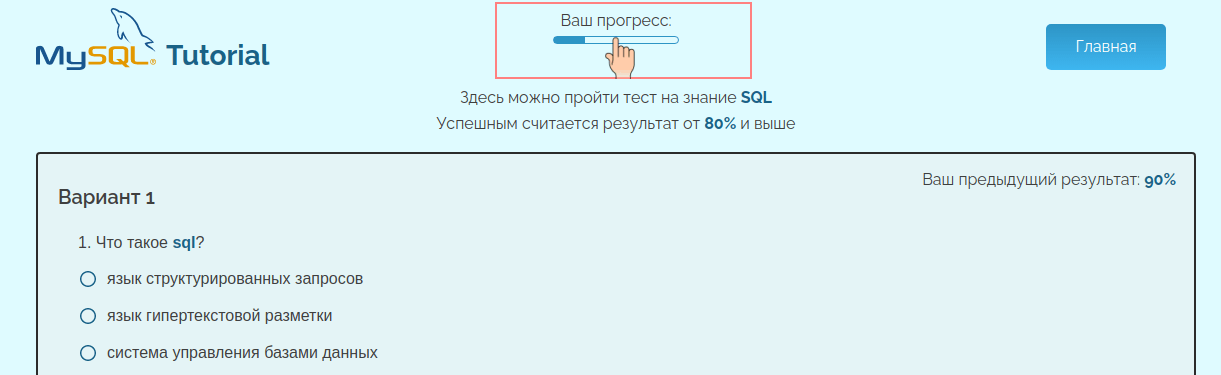 Ваш прогресс:
MySQL® Tutorial
Главная
Здесь можно пройти тест на знание SQL
Успешным считается результат от 80% и выше
Ваш предыдущий результат: 90%
Вариант 1
1. Что такое sql?
язык структурированных запросов
язык гипертекстовой разметки
система управления базами данных